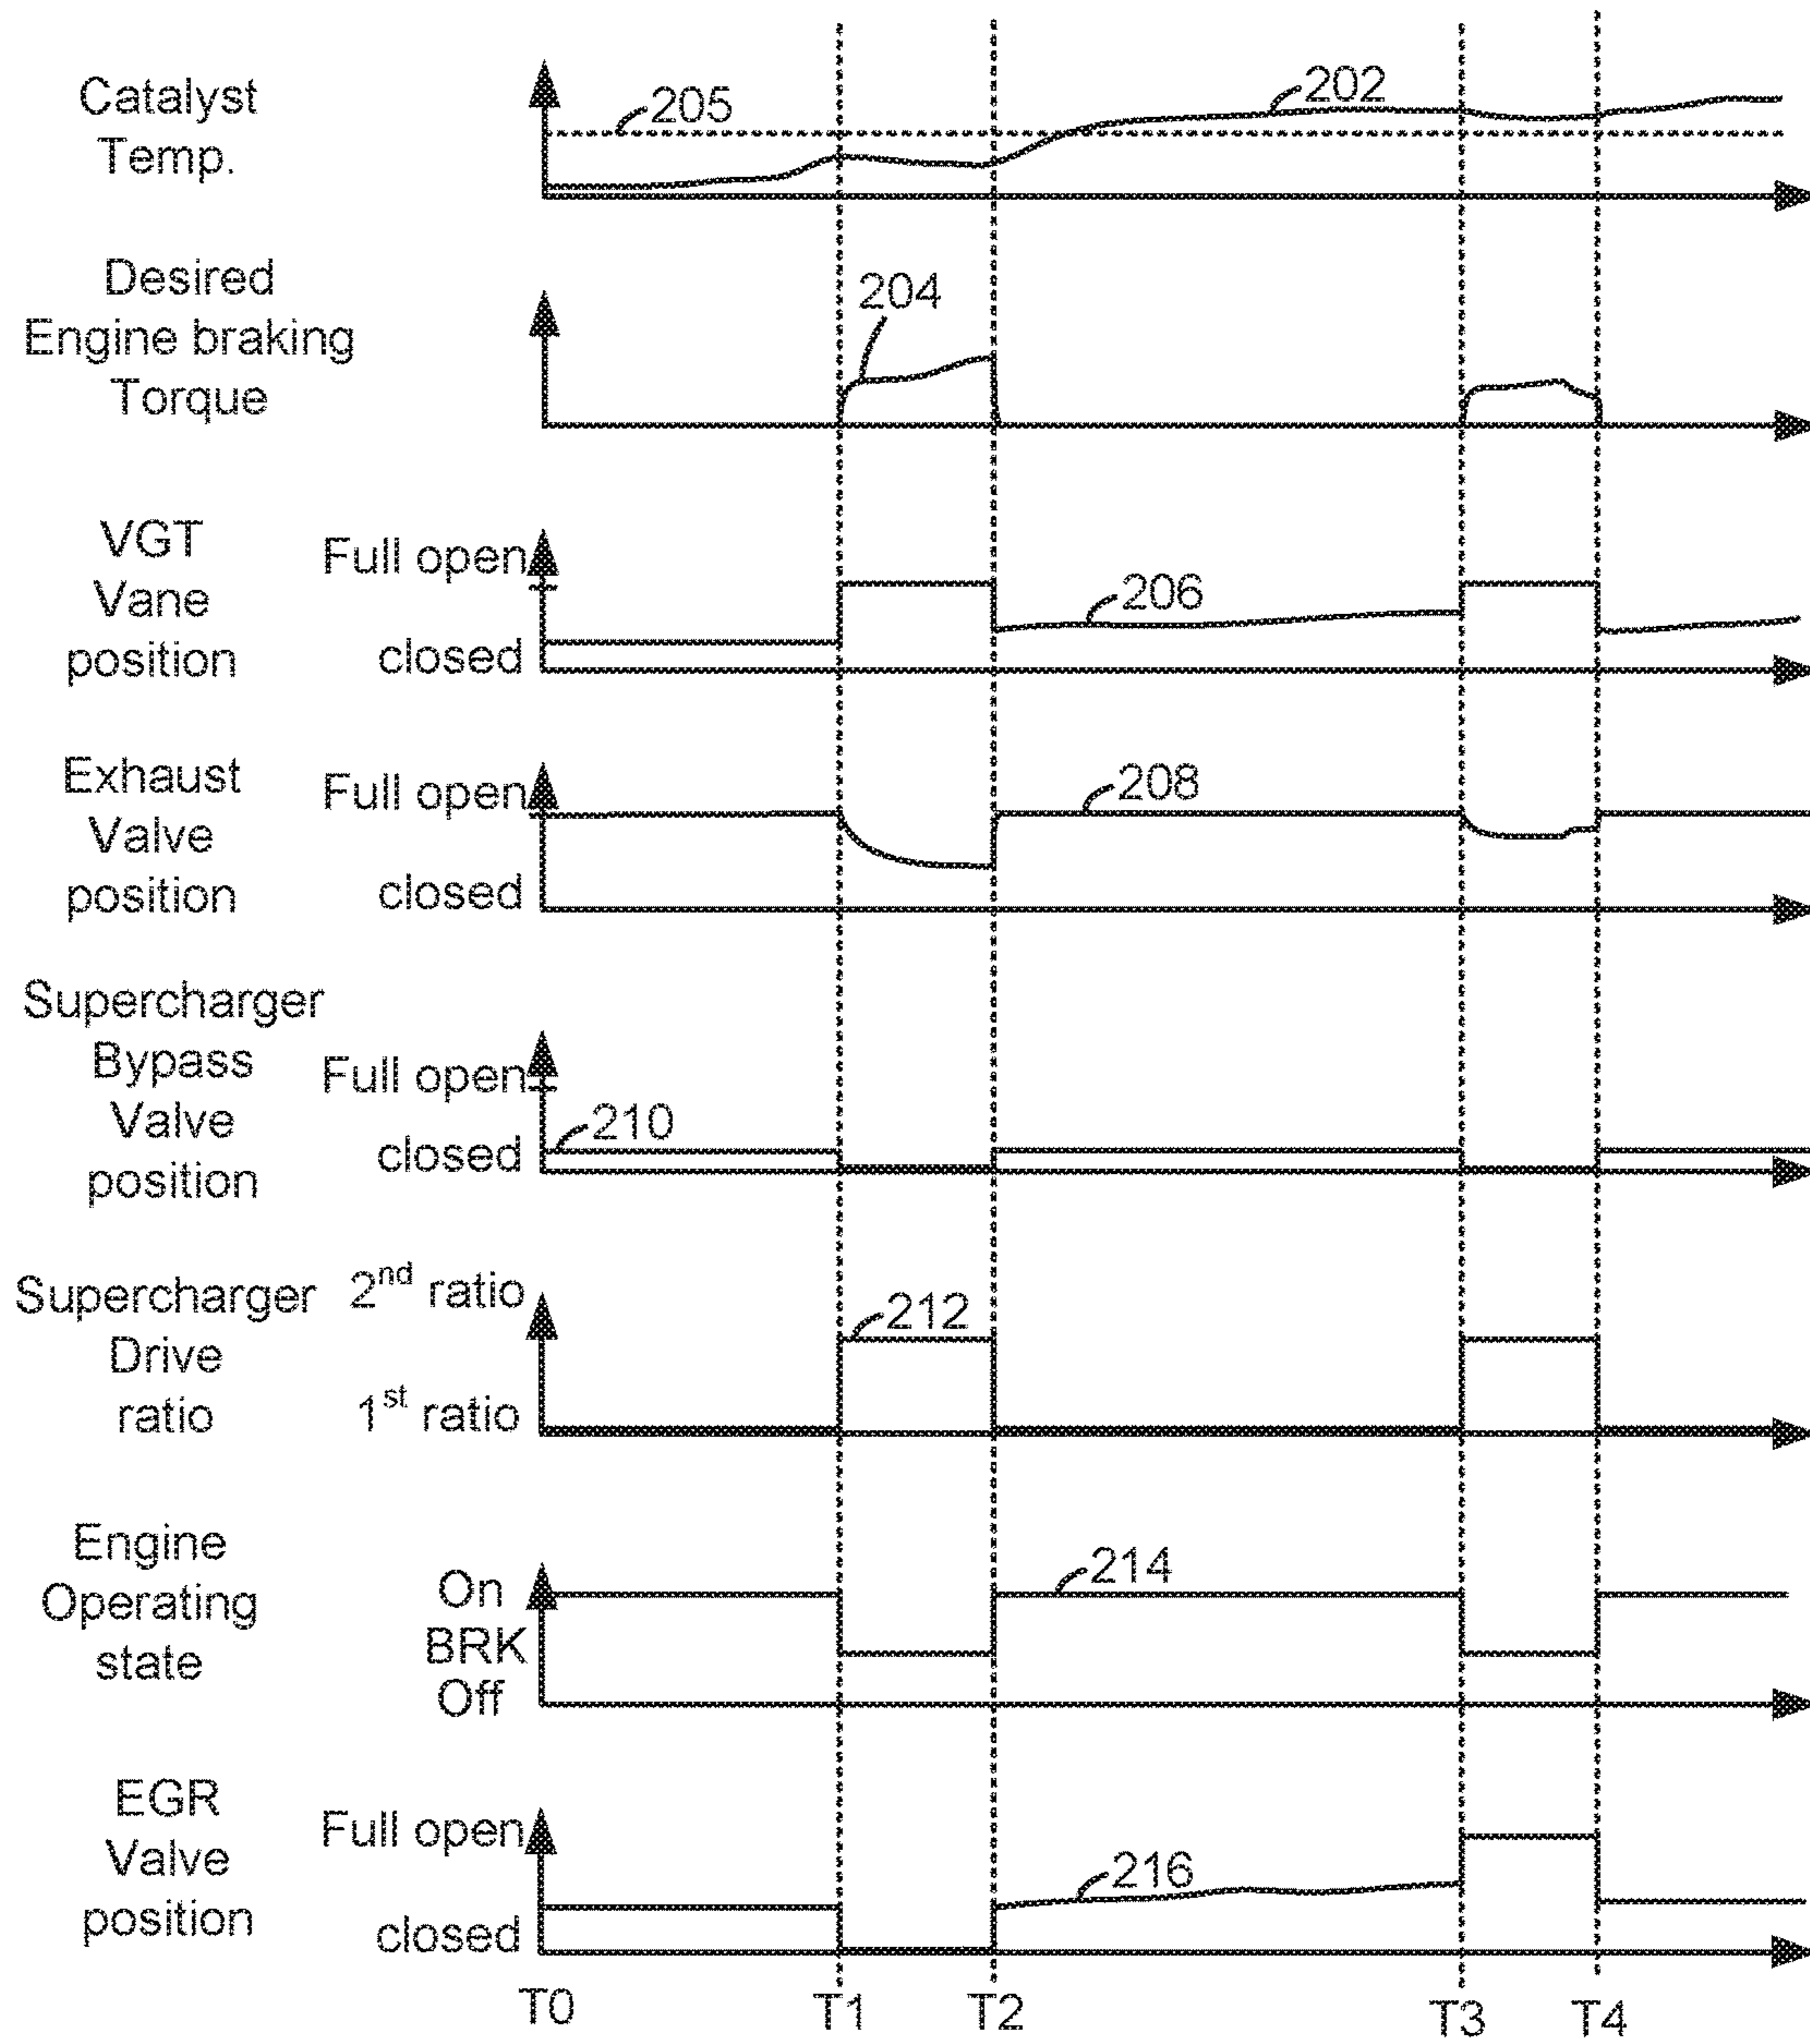 Catalyst
Temp.
205
202
Desired
Engine braking
Torque
204
VGT
Vane
position
Full open
closed
206
Exhaust
Valve
position
Full open
closed
208
Supercharger
Bypass
Valve
position
Full open
closed
210
Supercharger
Drive
ratio
2nd ratio
1st ratio
212
Engine
Operating
state
On
BRK
Off
214
EGR
Valve
position
Full open
closed
216
T0 T1 T2 T3 T4